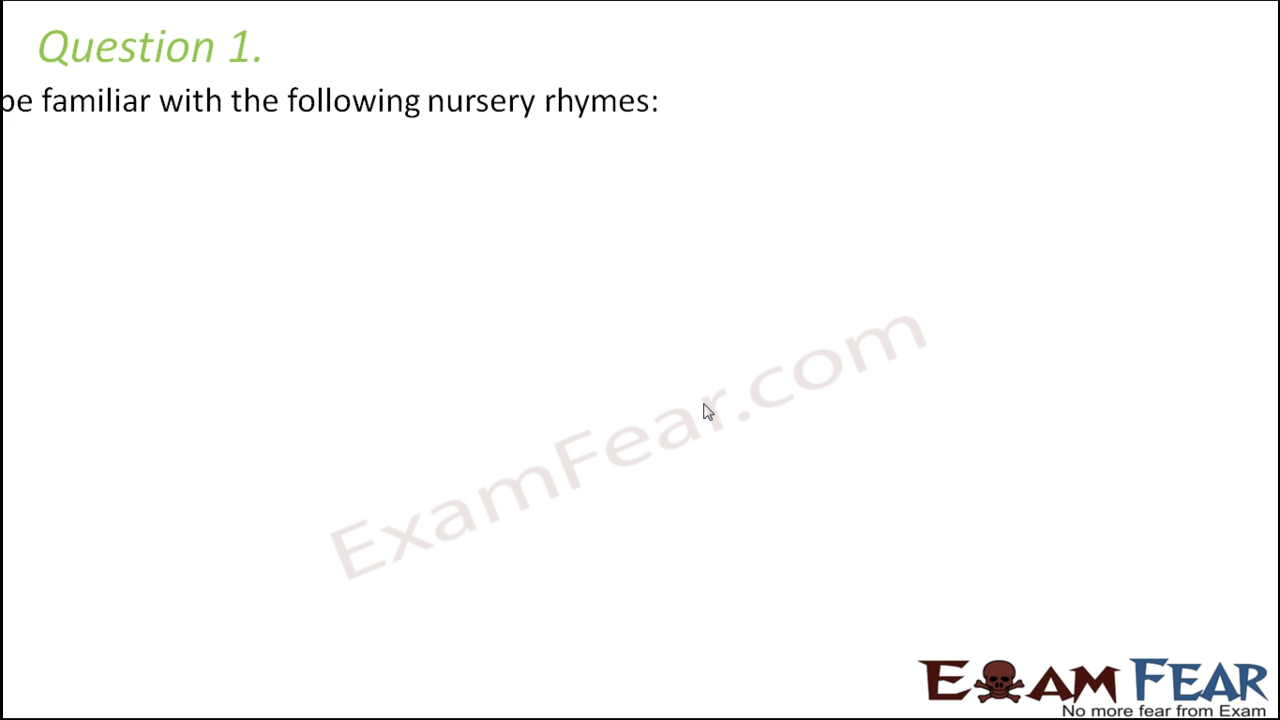 Question 1.
be familiar with the following nursery rhymes:
ExamFear.com
EXAM FEAR
No more fear from Exam